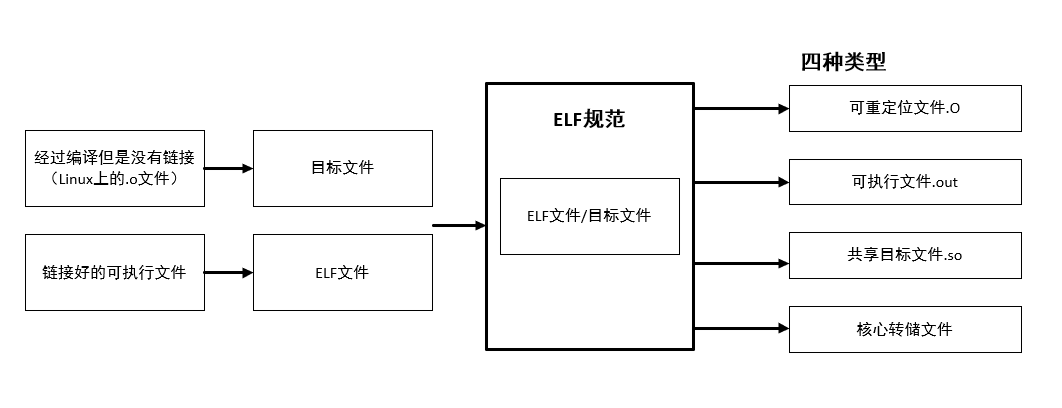 四种类型
ELF规范
可重定位文件.O
经过编译但是没有链接
（Linux上的.o文件）
目标文件
可执行文件.out
ELF文件/目标文件
链接好的可执行文件
ELF文件
共享目标文件.so
核心转储文件